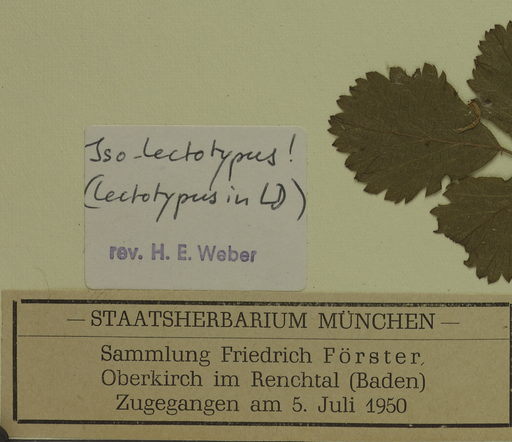 Iso-Lectotypus!
(Lectotypus in LD)
rev. H. E. Weber
— STAATSHERBARIUM MÜNCHEN —
Sammlung Friedrich Förster,
Oberkirch im Renchtal (Baden)
Zugegangen am 5. Juli 1950